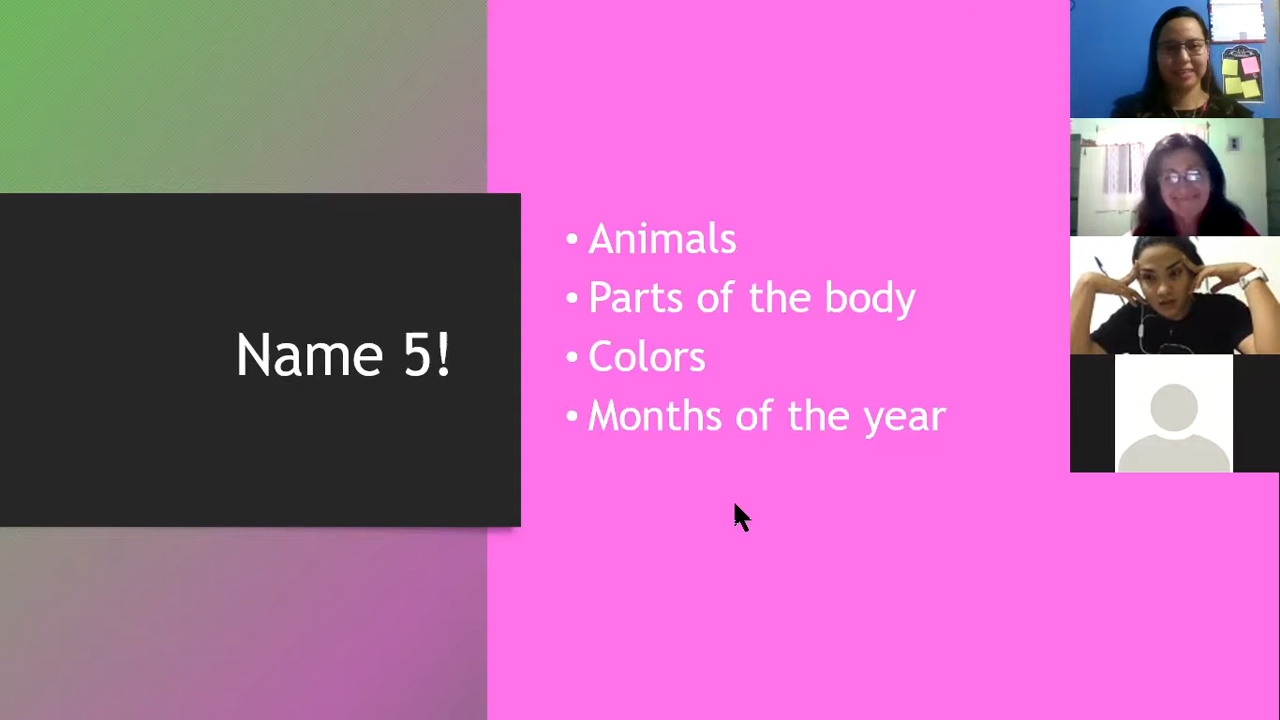 Name 5!
• Animals
• Parts of the body
• Colors
• Months of the year